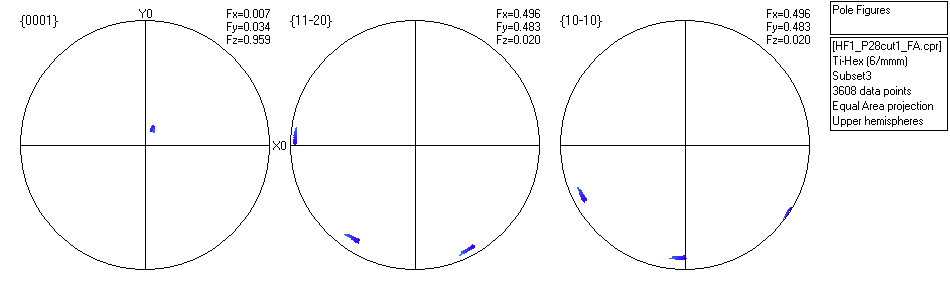 {0001}
Y0
Fx=0.007
Fy=0.034
Fz=0.959
X0
{11-20}
Fx=0.496
Fy=0.483
Fz=0.020
{10-10}
Fx=0.496
Fy=0.483
Fz=0.020
Pole Figures
[HF1_P28cut1_FA.cpr]
Ti-Hex (6/mmm)
Subset3
3608 data points
Equal Area projection
Upper hemispheres